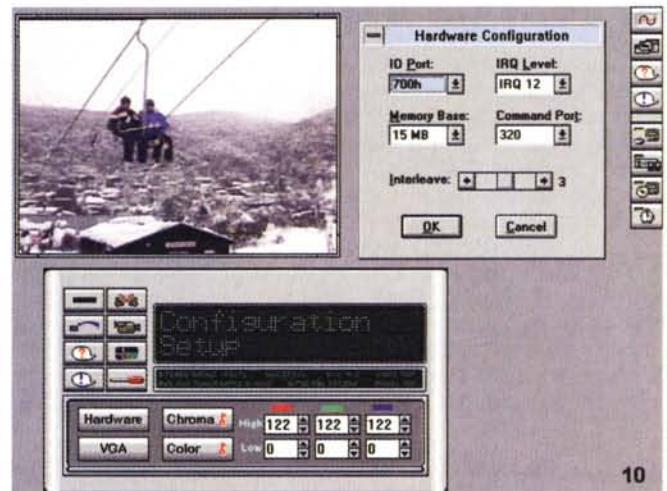 Hardware Configuration
IO Port:
IRQ Level:
700h
IRQ 12
Memory Base:
Command Port:
15 MB
320
Interleave:
3
OK
Cancel
Configuration
Setup
Hardware
Chroma
High
122
122
122
VGA
Color
Low
0
0
0
10